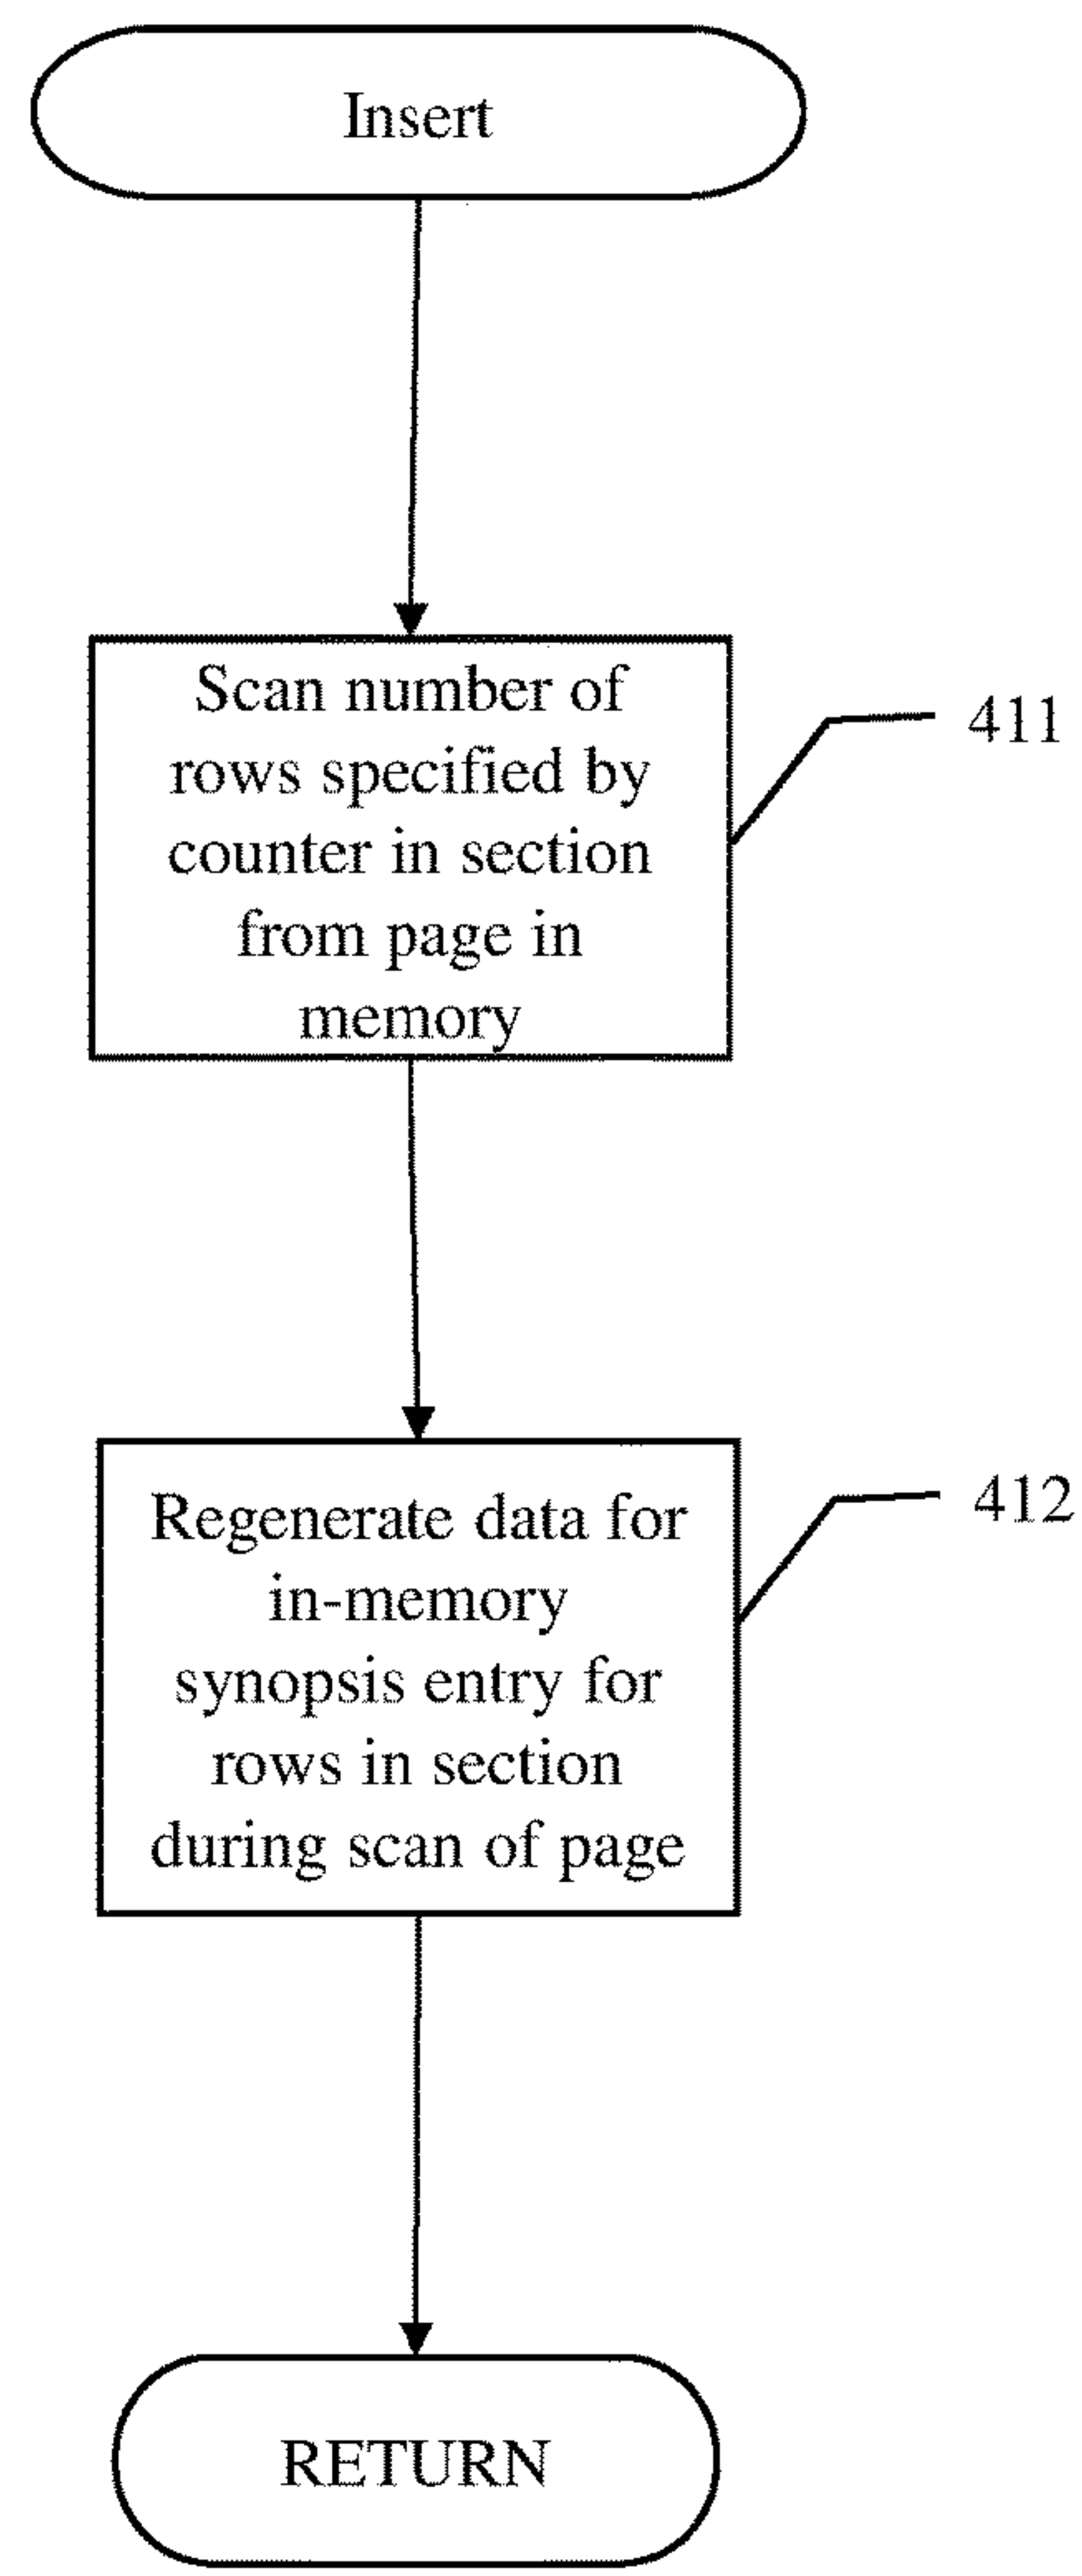 Insert
Scan number of
rows specified by
counter in section
from page in
memory
411
Regenerate data for
in-memory
synopsis entry for
rows in section
during scan of page
412
RETURN